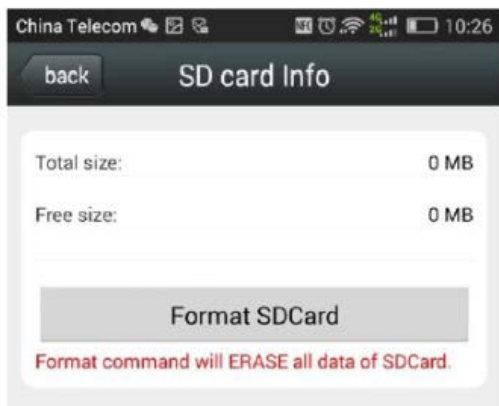 China Telecom 10:26
back SD card Info
Total size: 0 MB
Free size: 0 MB
Format SDCard
Format command will ERASE all data of SDCard.